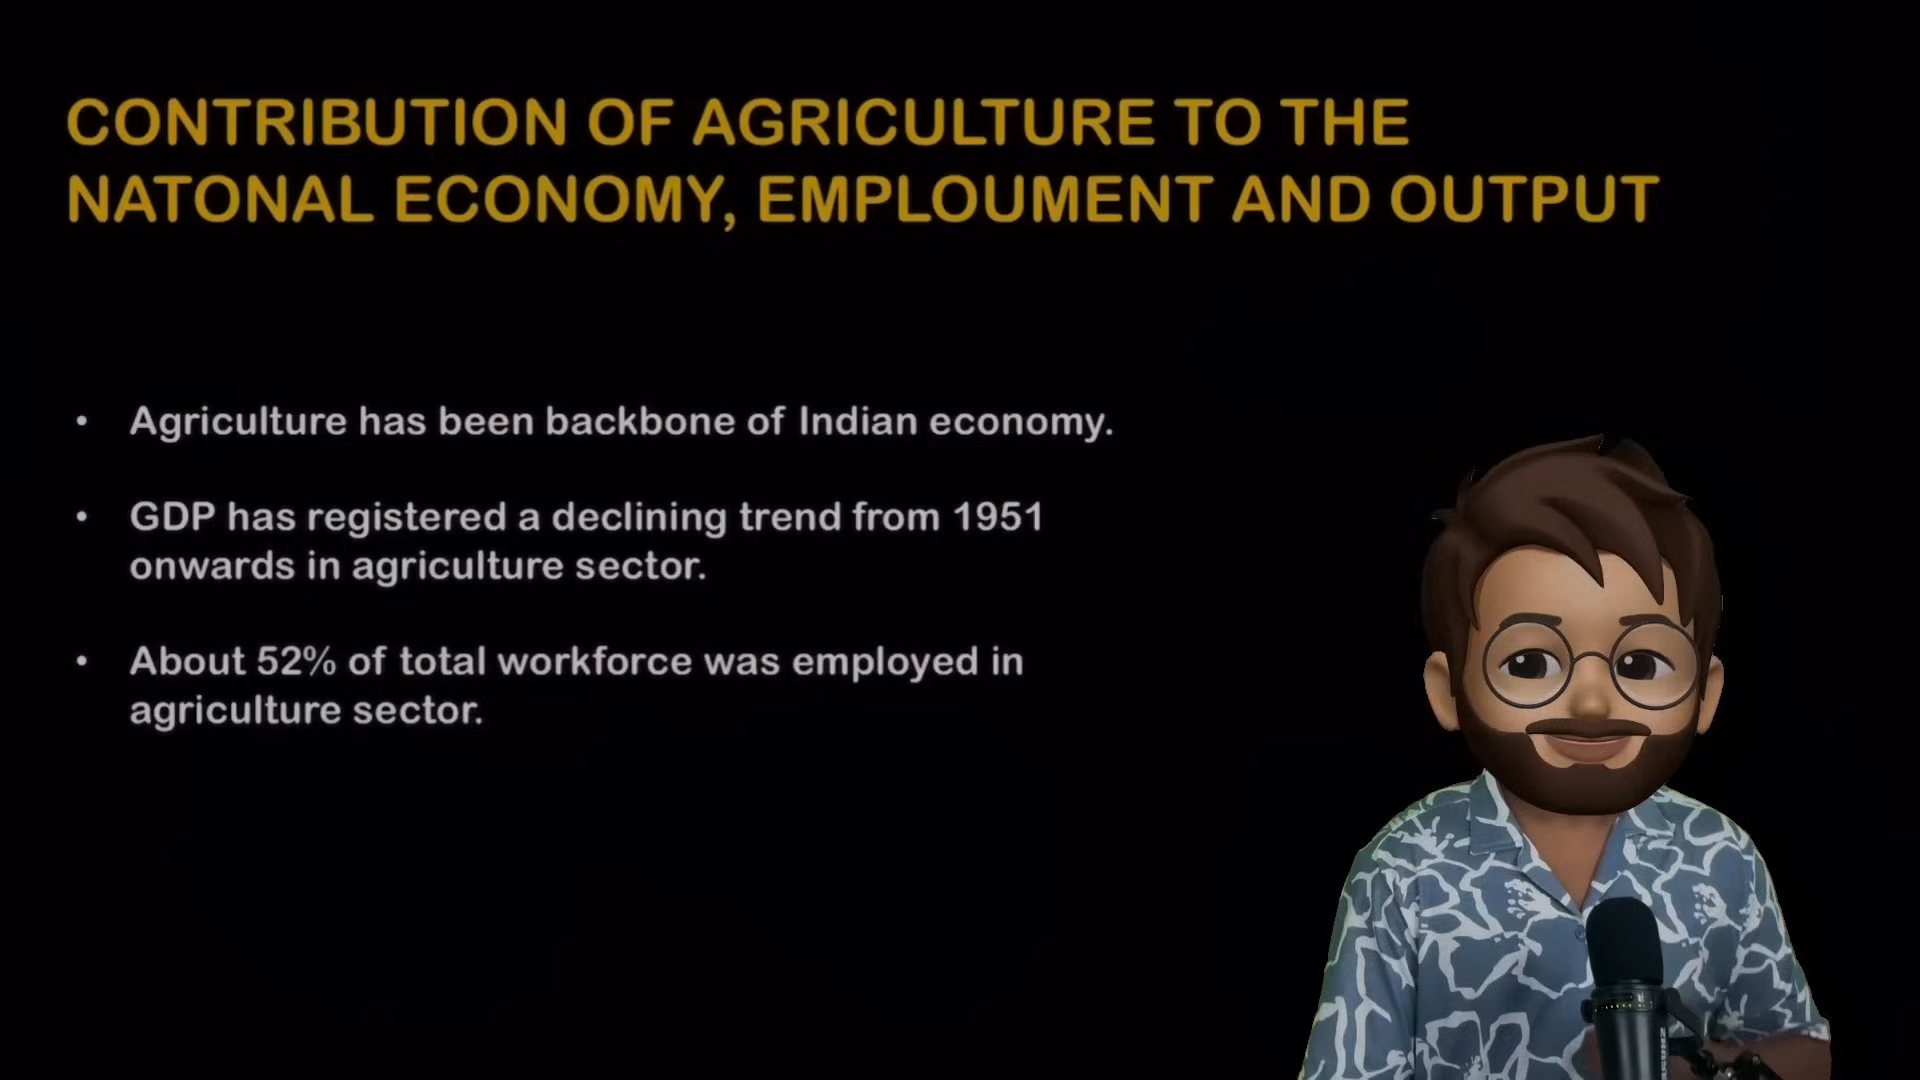 CONTRIBUTION OF AGRICULTURE TO THE
NATONAL ECONOMY, EMPLOUMENT AND OUTPUT
• Agriculture has been backbone of Indian economy.
• GDP has registered a declining trend from 1951
onwards in agriculture sector.
• About 52% of total workforce was employed in
agriculture sector.